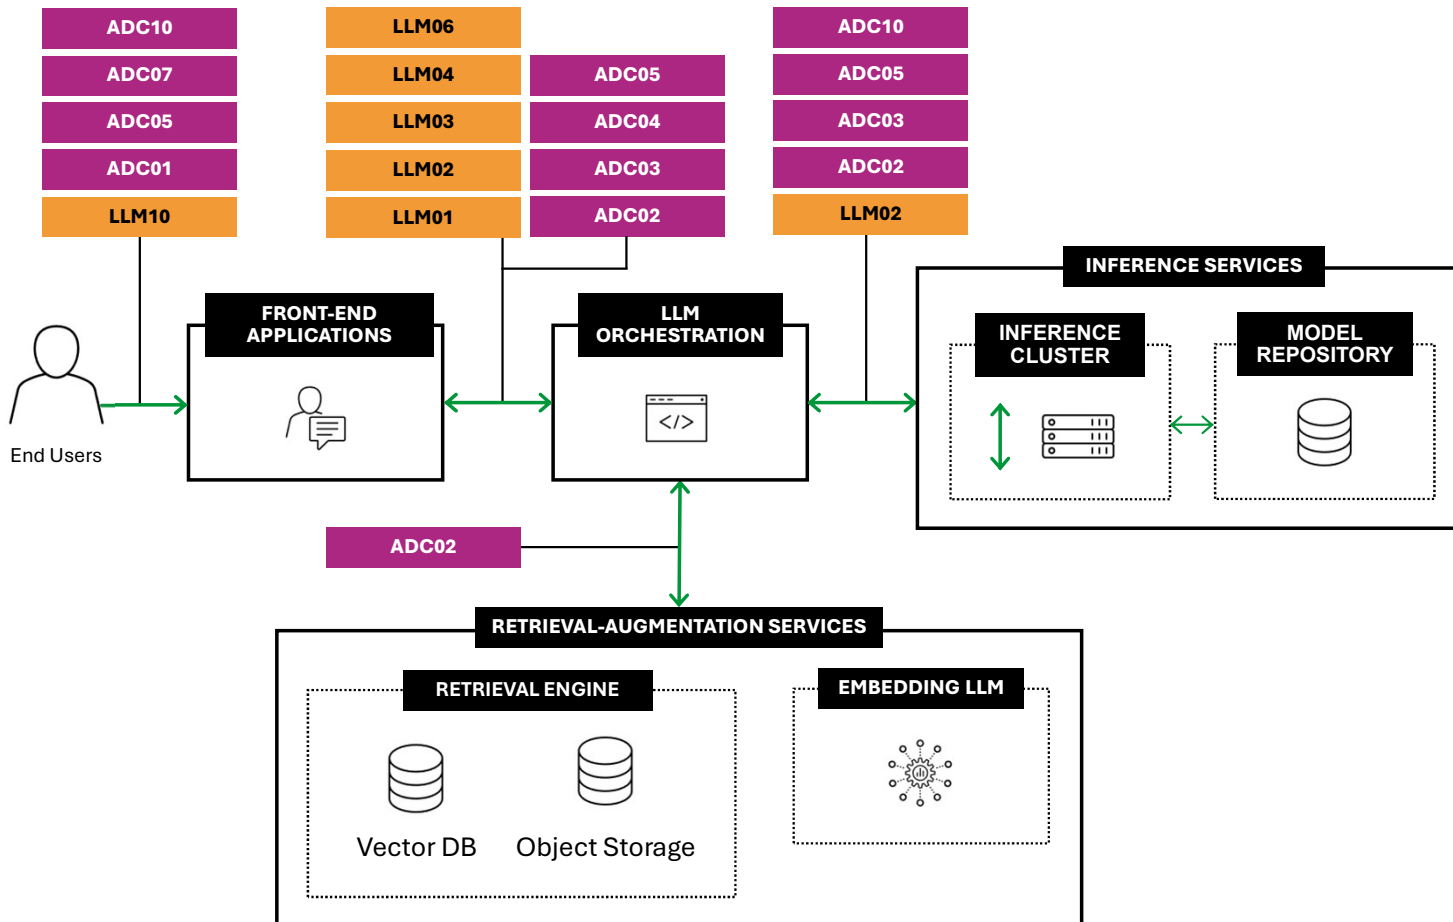 ADC10
ADC07
ADC05
ADC01
LLM10
LLM06
LLM04
LLM03
LLM02
LLM01
ADC05
ADC04
ADC03
ADC02
ADC10
ADC05
ADC03
ADC02
LLM02
End Users
FRONT-END
APPLICATIONS
LLM
ORCHESTRATION
</>
INFERENCE SERVICES
INFERENCE
CLUSTER
MODEL
REPOSITORY
ADC02
RETRIEVAL-AUGMENTATION SERVICES
RETRIEVAL ENGINE
Vector DB
Object Storage
EMBEDDING LLM